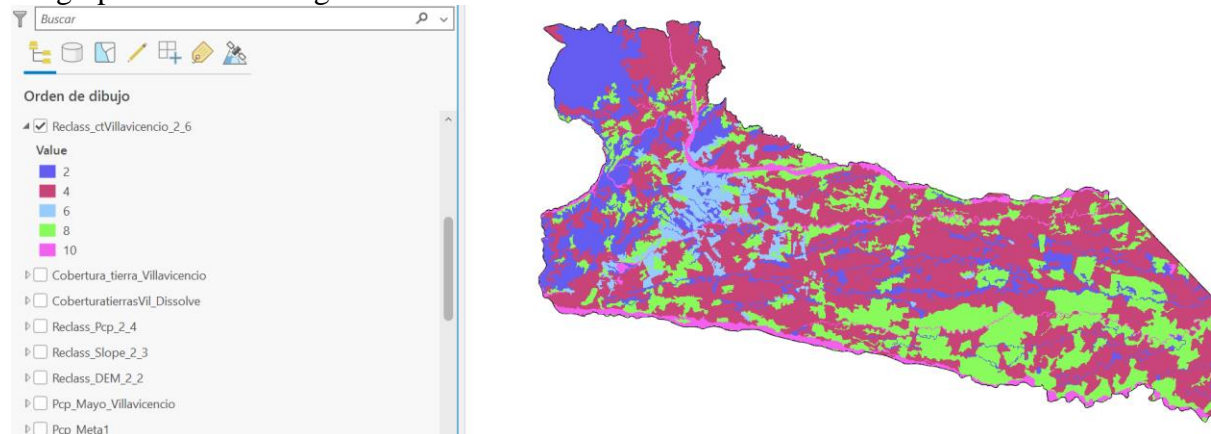 Buscar
Orden de dibujo
Reclass_ctVillavicencio_2_6
Value
2
4
6
8
10
Cobertura_tierra_Villavicencio
CoberturatierrasVil_Dissolve
Reclass_Pcp_2_4
Reclass_Slope_2_3
Reclass_DEM_2_2
Pcp_Mayo_Villavicencio
Pcp_Meta1